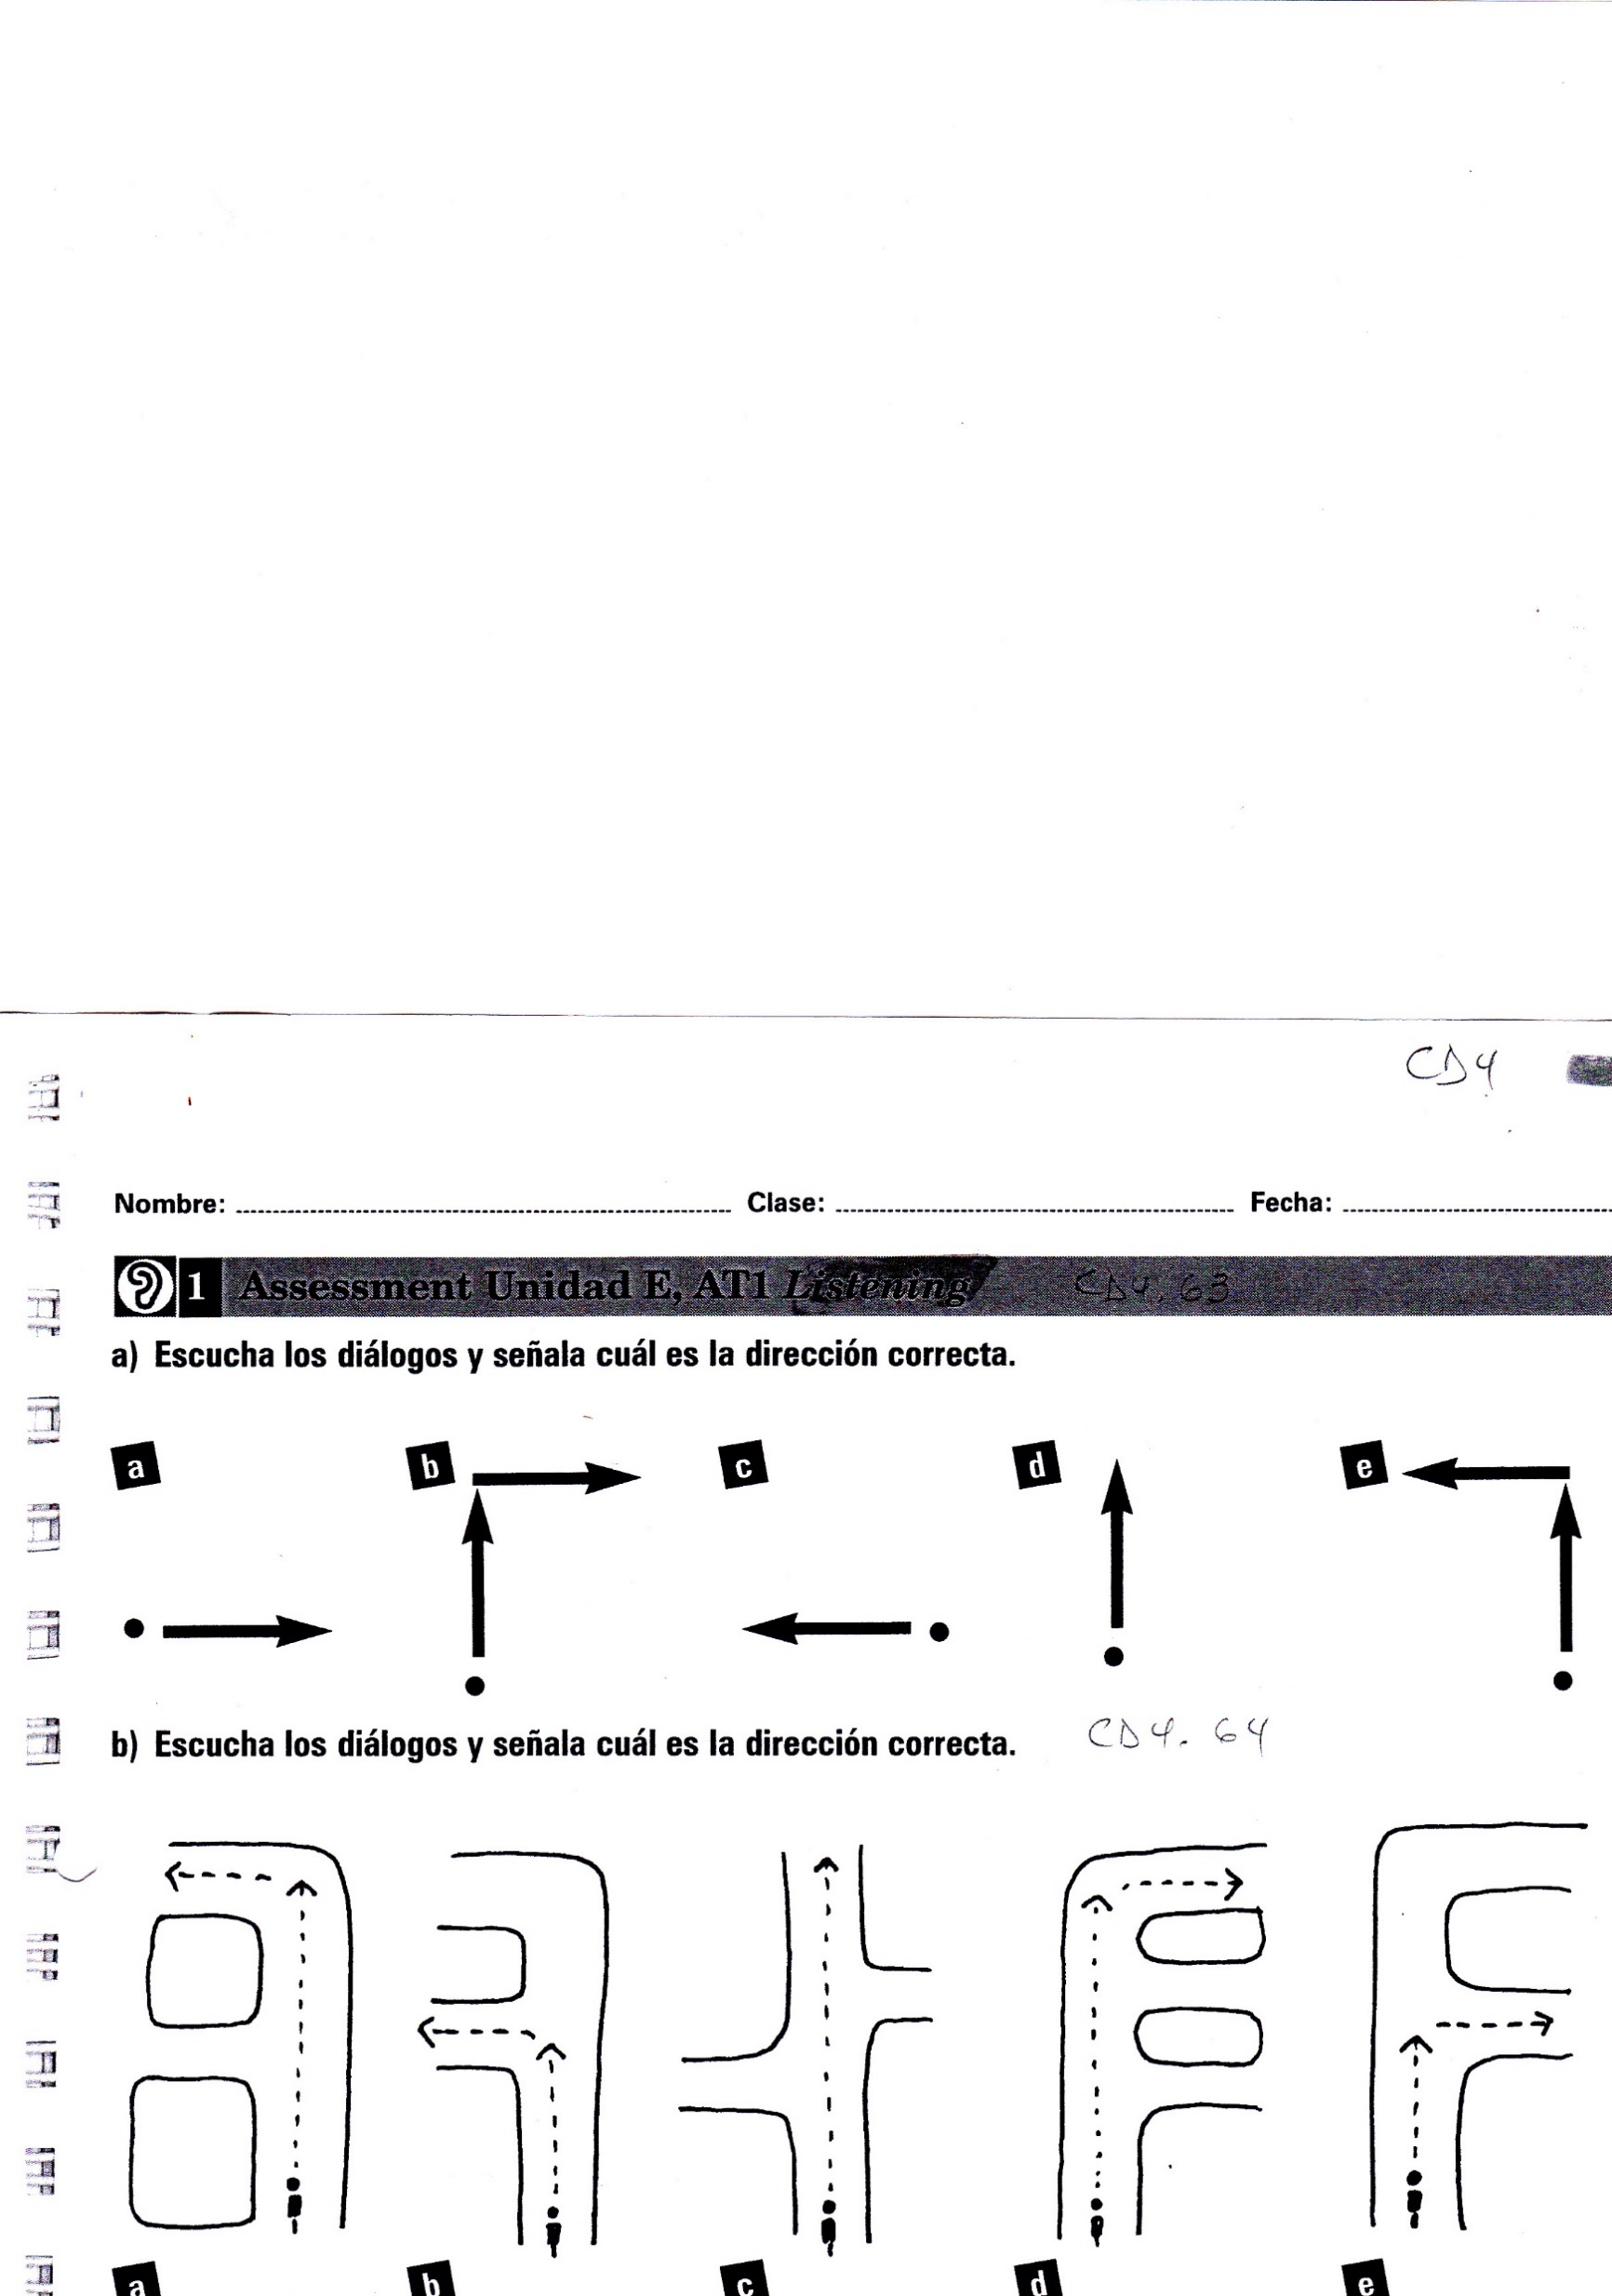 CD4
Nombre: Clase: Fecha:
1 Assessment Unidad E, AT1 Listening CD4.63
a) Escucha los diálogos y señala cuál es la dirección correcta.
a b c d e
b) Escucha los diálogos y señala cuál es la dirección correcta. CD4.64
a b c d e